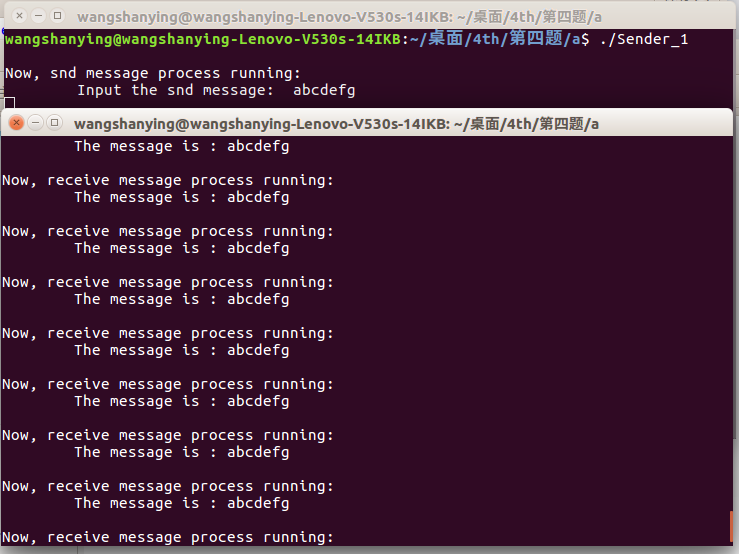 wangshanying@wangshanying-Lenovo-V530s-14IKB: ~/桌面/4th/第四题/a
wangshanying@wangshanying-Lenovo-V530s-14IKB:~/桌面/4th/第四题/a$ ./Sender_1
Now, snd message process running:
Input the snd message:  abcdefg
wangshanying@wangshanying-Lenovo-V530s-14IKB: ~/桌面/4th/第四题/a
The message is : abcdefg
Now, receive message process running:
The message is : abcdefg
Now, receive message process running:
The message is : abcdefg
Now, receive message process running:
The message is : abcdefg
Now, receive message process running:
The message is : abcdefg
Now, receive message process running:
The message is : abcdefg
Now, receive message process running:
The message is : abcdefg
Now, receive message process running:
The message is : abcdefg
Now, receive message process running: